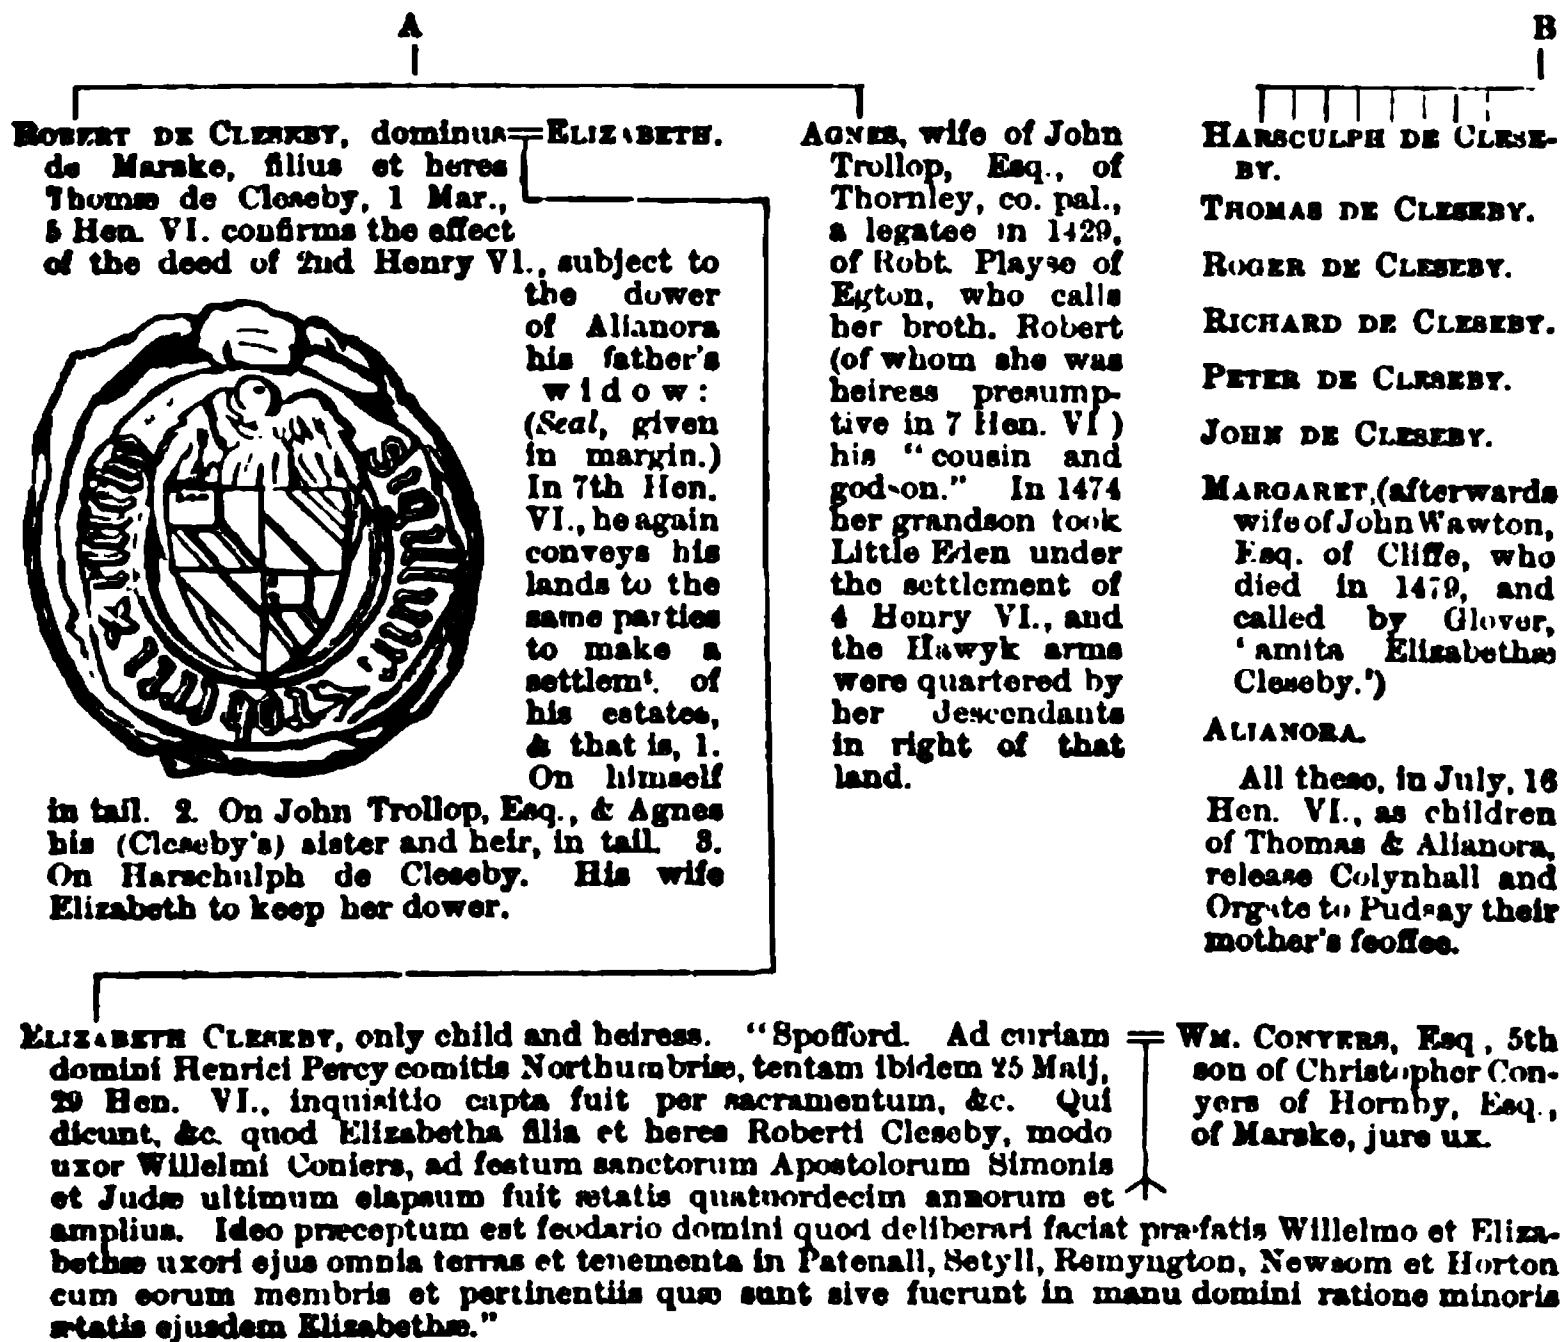 A
B
ROBERT DE CLESEBY, dominus
de Marske, filius et heres
Thomæ de Cleseby, 1 Mar.,
5 Hen. VI. confirms the effect
of the deed of 2nd Henry VI., subject to
the dower
of Alianora
his father's
widow:
(Seal, given
in margin.)
In 7th Hen.
VI., he again
conveys his
lands to the
same parties
to make a
settlemt. of
his estates,
& that is, 1.
On himself
in tail. 2. On John Trollop, Esq., & Agnes
his (Cleseby's) sister and heir, in tail. 3.
On Harschulph de Cleseby. His wife
Elizabeth to keep her dower.
=ELIZABETH.
AGNES, wife of John
Trollop, Esq., of
Thornley, co. pal.,
a legatee in 1429,
of Robt. Playse of
Egton, who calls
her broth. Robert
(of whom she was
heiress presump-
tive in 7 Hen. VI)
his "cousin and
godson." In 1474
her grandson took
Little Eden under
the settlement of
4 Henry VI., and
the Hawyk arms
were quartered by
her descendants
in right of that
land.
HARSCULPH DE CLESE-
BY.
THOMAS DE CLESEBY.
ROGER DE CLESEBY.
RICHARD DE CLESEBY.
PETER DE CLESEBY.
JOHN DE CLESEBY.
MARGARET, (afterwards
wife of John Wawton,
Esq. of Cliffe, who
died in 1479, and
called by Glover,
'amita Elizabethæ
Cleseby.')
ALIANORA.
All these, in July, 16
Hen. VI., as children
of Thomas & Alianora,
release Colynhall and
Orgate to Pudsay their
mother's feoffee.
ELIZABETH CLESEBY, only child and heiress. "Spofford. Ad curiam
domini Henrici Percy comitis Northumbriæ, tentam ibidem 25 Maij,
29 Hen. VI., inquisitio capta fuit per sacramentum, &c. Qui
dicunt, &c. quod Elizabetha filia et heres Roberti Cleseby, modo
uxor Willelmi Coniers, ad festum sanctorum Apostolorum Simonis
et Judæ ultimum elapsum fuit ætatis quatuordecim annorum et
amplius. Ideo præceptum est feodario domini quod deliberari faciat præfatis Willelmo et Eliza-
bethæ uxori ejus omnia terras et tenementa in Patenall, Setyll, Remyngton, Newsom et Horton
cum eorum membris et pertinentiis quæ sunt sive fuerunt in manu domini ratione minoris
ætatis ejusdem Elizabethæ."
= WM. CONYERS, Esq., 5th
son of Christopher Con-
yers of Hornby, Esq.,
of Marske, jure ux.